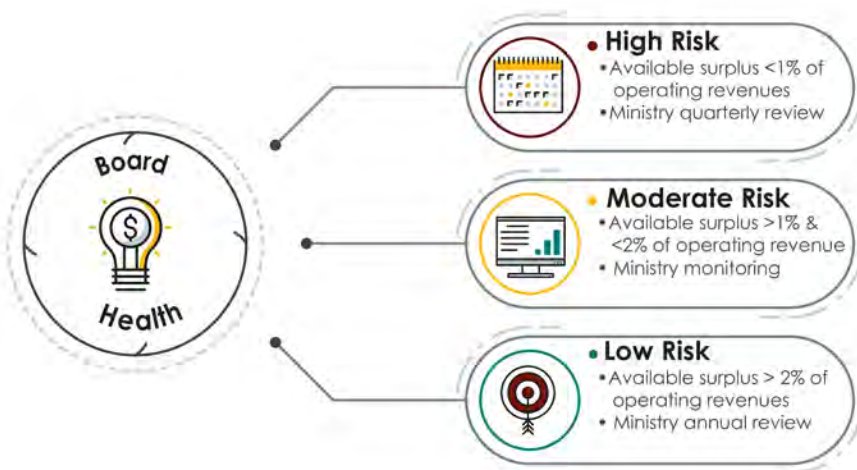 Board
$
Health
• High Risk
• Available surplus <1% of
operating revenues
• Ministry quarterly review
• Moderate Risk
• Available surplus >1% &
<2% of operating revenue
• Ministry monitoring
• Low Risk
• Available surplus > 2% of
operating revenues
• Ministry annual review